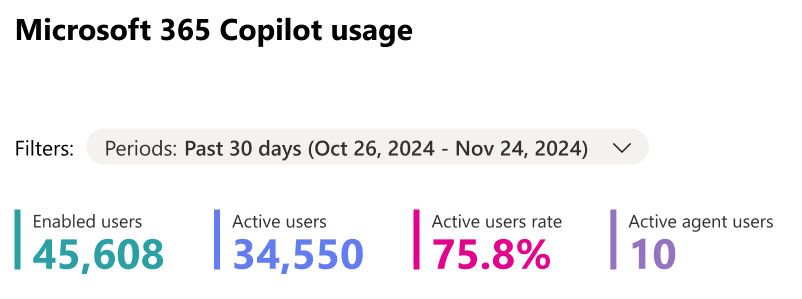 Microsoft 365 Copilot usage
Filters: Periods: Past 30 days (Oct 26, 2024 - Nov 24, 2024)
Enabled users Active users Active users rate Active agent users
45,608 34,550 75.8% 10